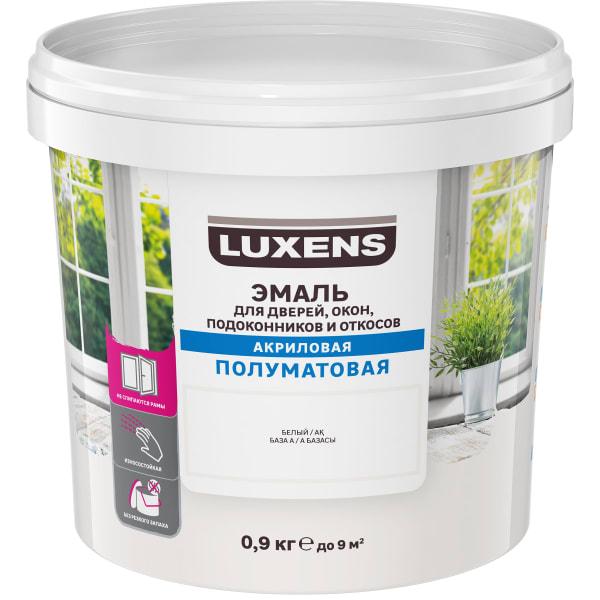 LUXENS
ЭМАЛЬ
ДЛЯ ДВЕРЕЙ, ОКОН,
ПОДОКОННИКОВ И ОТКОСОВ
АКРИЛОВАЯ
ПОЛУМАТОВАЯ
НЕ СЛИПАЮТСЯ РАМЫ
ИЗНОСОСТОЙКАЯ
БЕЗ РЕЗКОГО ЗАПАХА
БЕЛЫЙ / АҚ
БАЗА А / А БАЗАСЫ
0,9 кг ℮ до 9 м²